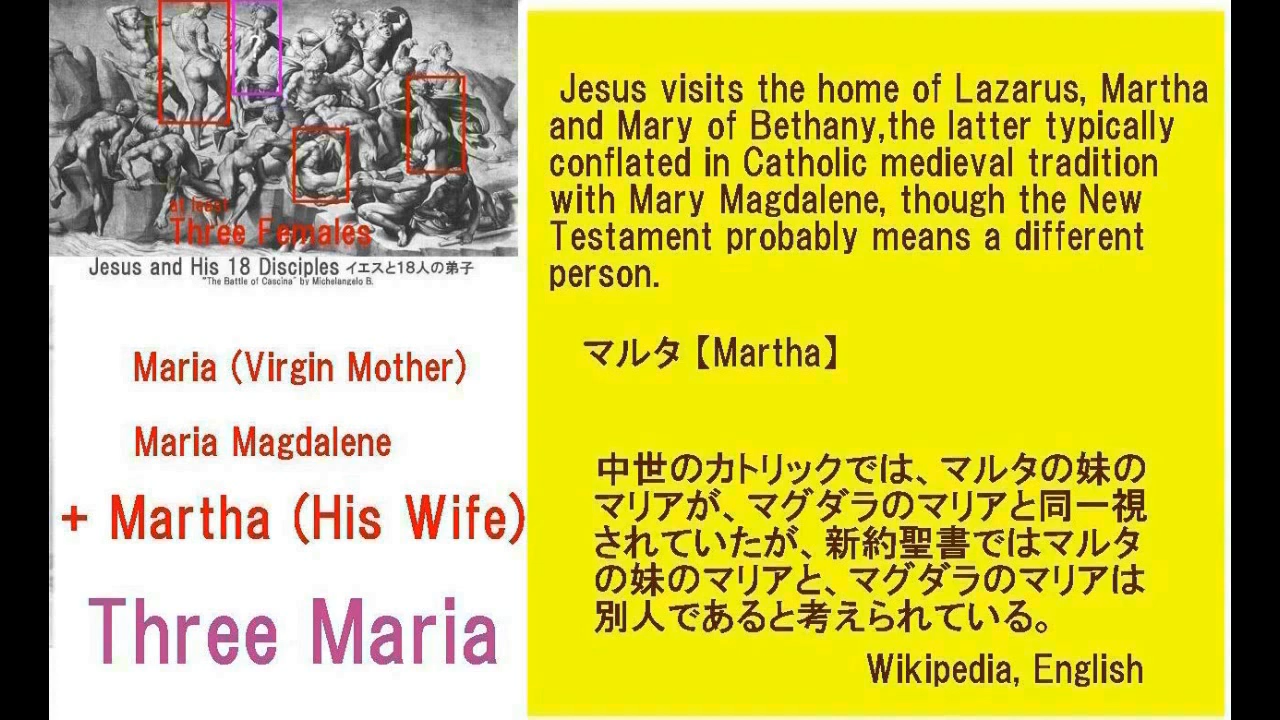 ?
at least
Three Females
Jesus and His 18 Disciples イエスと18人の弟子
"The Battle of Cascina" by Michelangelo B.
Maria (Virgin Mother)
Maria Magdalene
+ Martha (His Wife)
Three Maria
Jesus visits the home of Lazarus, Martha
and Mary of Bethany,the latter typically
conflated in Catholic medieval tradition
with Mary Magdalene, though the New
Testament probably means a different
person.
マルタ【Martha】
中世のカトリックでは、マルタの妹の
マリアが、マグダラのマリアと同一視
されていたが、新約聖書ではマルタ
の妹のマリアと、マグダラのマリアは
別人であると考えられている。
Wikipedia, English